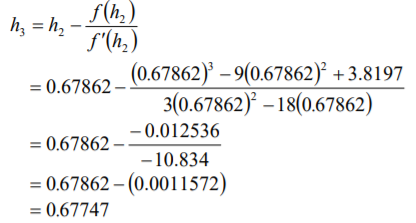 h₃ = h₂ − f(h₂) / f'(h₂)
= 0.67862 − (0.67862)³ − 9(0.67862)² + 3.8197 / 3(0.67862)² − 18(0.67862)
= 0.67862 − −0.012536 / −10.834
= 0.67862 − (0.0011572)
= 0.67747